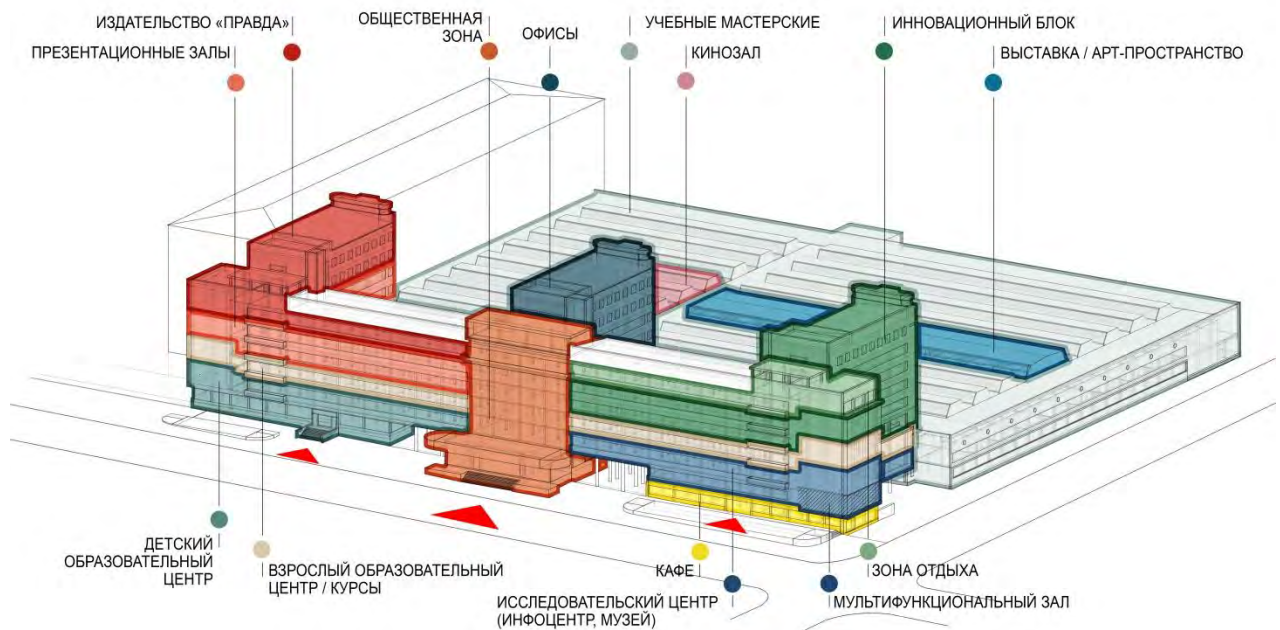 ИЗДАТЕЛЬСТВО «ПРАВДА»
ПРЕЗЕНТАЦИОННЫЕ ЗАЛЫ
ОБЩЕСТВЕННАЯ
ЗОНА
ОФИСЫ
УЧЕБНЫЕ МАСТЕРСКИЕ
КИНОЗАЛ
ИННОВАЦИОННЫЙ БЛОК
ВЫСТАВКА / АРТ-ПРОСТРАНСТВО
ДЕТСКИЙ
ОБРАЗОВАТЕЛЬНЫЙ
ЦЕНТР
ВЗРОСЛЫЙ ОБРАЗОВАТЕЛЬНЫЙ
ЦЕНТР / КУРСЫ
КАФЕ
ИССЛЕДОВАТЕЛЬСКИЙ ЦЕНТР
(ИНФОЦЕНТР, МУЗЕЙ)
ЗОНА ОТДЫХА
МУЛЬТИФУНКЦИОНАЛЬНЫЙ ЗАЛ